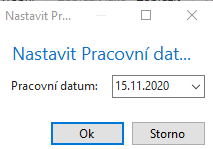 Nastavit Pr...
Nastavit Pracovní dat...
Pracovní datum: 15.11.2020
Ok Storno